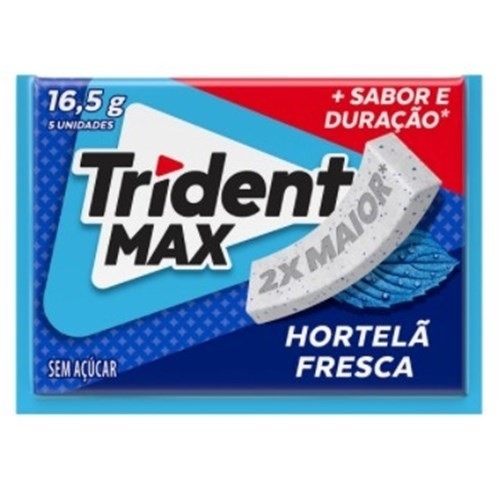 16,5 g
5 UNIDADES
+ SABOR E
DURAÇÃO*
Trident
MAX
2X MAIOR*
HORTELÃ
FRESCA
SEM AÇÚCAR